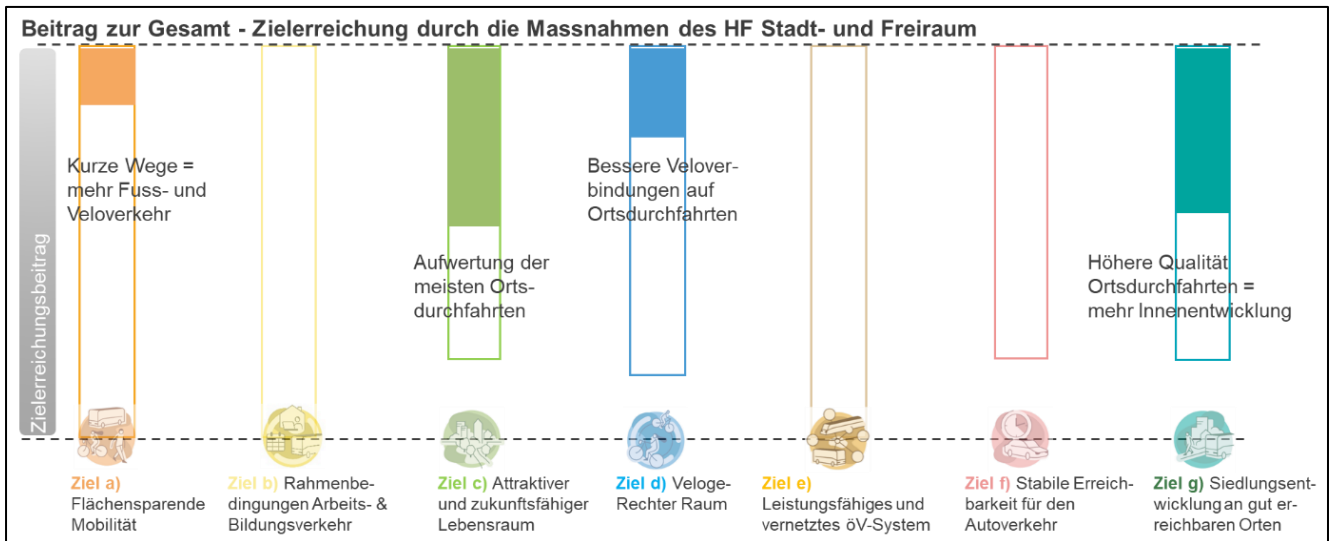 Beitrag zur Gesamt - Zielerreichung durch die Massnahmen des HF Stadt- und Freiraum
Zielerreichungsbeitrag
Kurze Wege =
mehr Fuss- und
Veloverkehr
Aufwertung der
meisten Orts-
durchfahrten
Bessere Velover-
bindungen auf
Ortsdurchfahrten
Höhere Qualität
Ortsdurchfahrten =
mehr Innenentwicklung
Ziel a)
Flächensparende
Mobilität
Ziel b) Rahmenbe-
dingungen Arbeits- &
Bildungsverkehr
Ziel c) Attraktiver
und zukunftsfähiger
Lebensraum
Ziel d) Veloge-
Rechter Raum
Ziel e)
Leistungsfähiges und
vernetztes öV-System
Ziel f) Stabile Erreich-
barkeit für den
Autoverkehr
Ziel g) Siedlungsent-
wicklung an gut er-
reichbaren Orten